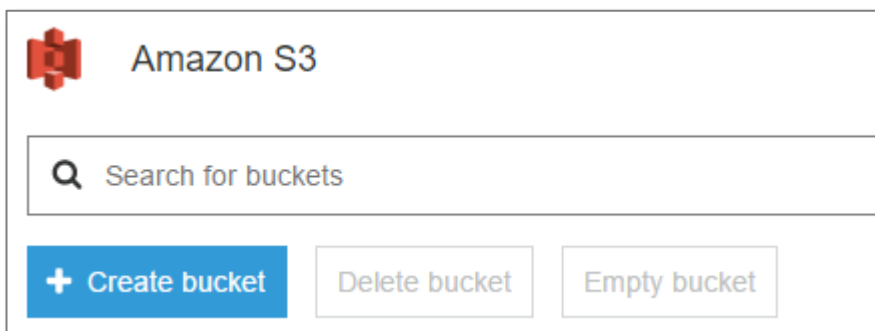 Amazon S3
Search for buckets
+ Create bucket Delete bucket Empty bucket